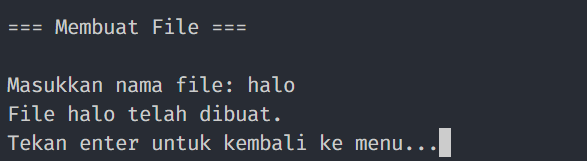 === Membuat File ===
Masukkan nama file: halo
File halo telah dibuat.
Tekan enter untuk kembali ke menu...